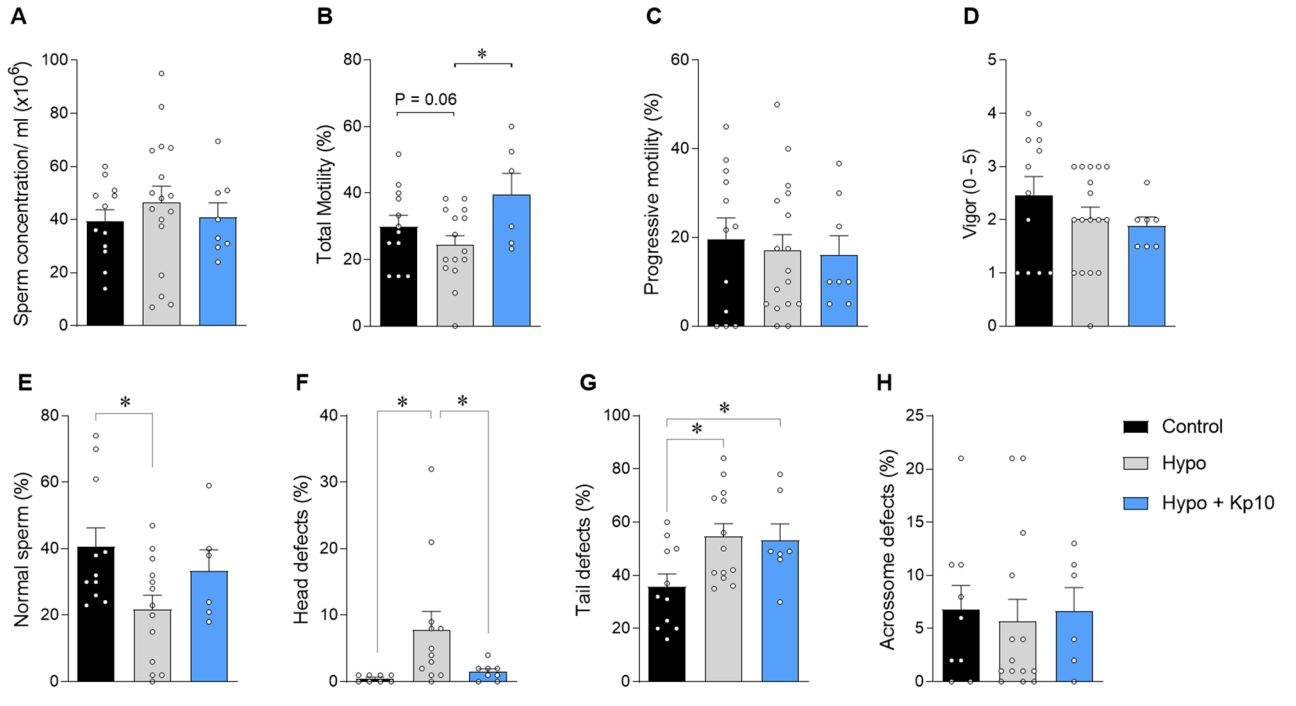 A
Sperm concentration/ ml (x10⁶)
100
80
60
40
20
0
B
Total Motility (%)
80
60
40
20
0
P = 0.06
*
C
Progressive motility (%)
60
40
20
0
D
Vigor (0 - 5)
5
4
3
2
1
0
E
Normal sperm (%)
80
60
40
20
0
*
F
Head defects (%)
40
30
20
10
0
*
*
G
Tail defects (%)
100
80
60
40
20
0
*
*
H
Acrossome defects (%)
25
20
15
10
5
0
Control
Hypo
Hypo + Kp10